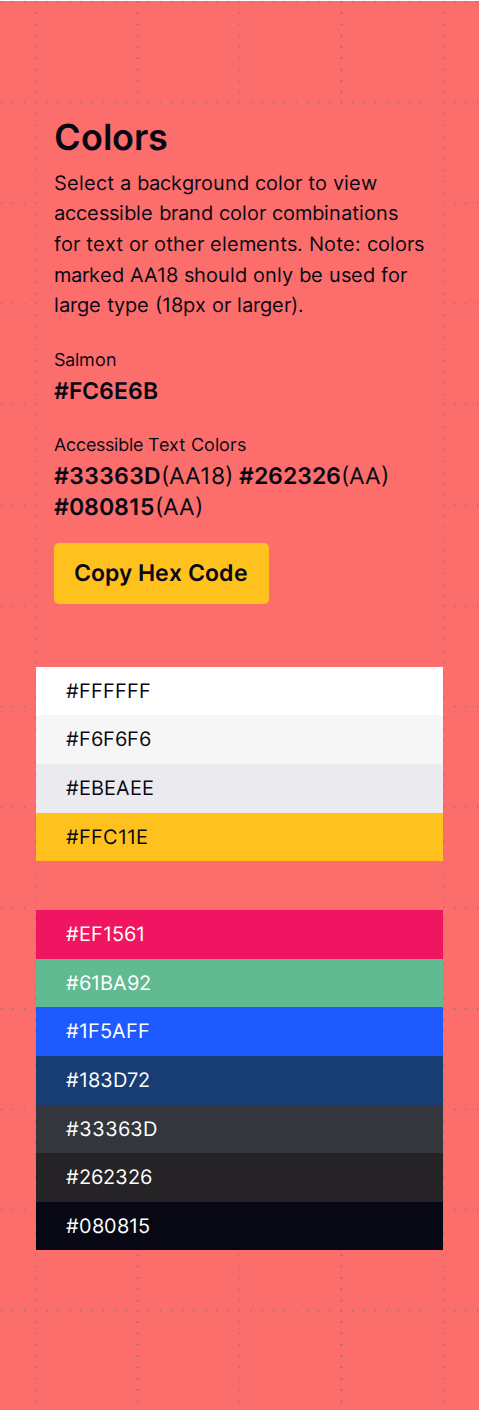 Colors
Select a background color to view
accessible brand color combinations
for text or other elements. Note: colors
marked AA18 should only be used for
large type (18px or larger).
Salmon
#FC6E6B
Accessible Text Colors
#33363D(AA18) #262326(AA)
#080815(AA)
Copy Hex Code
#FFFFFF
#F6F6F6
#EBEAEE
#FFC11E
#EF1561
#61BA92
#1F5AFF
#183D72
#33363D
#262326
#080815